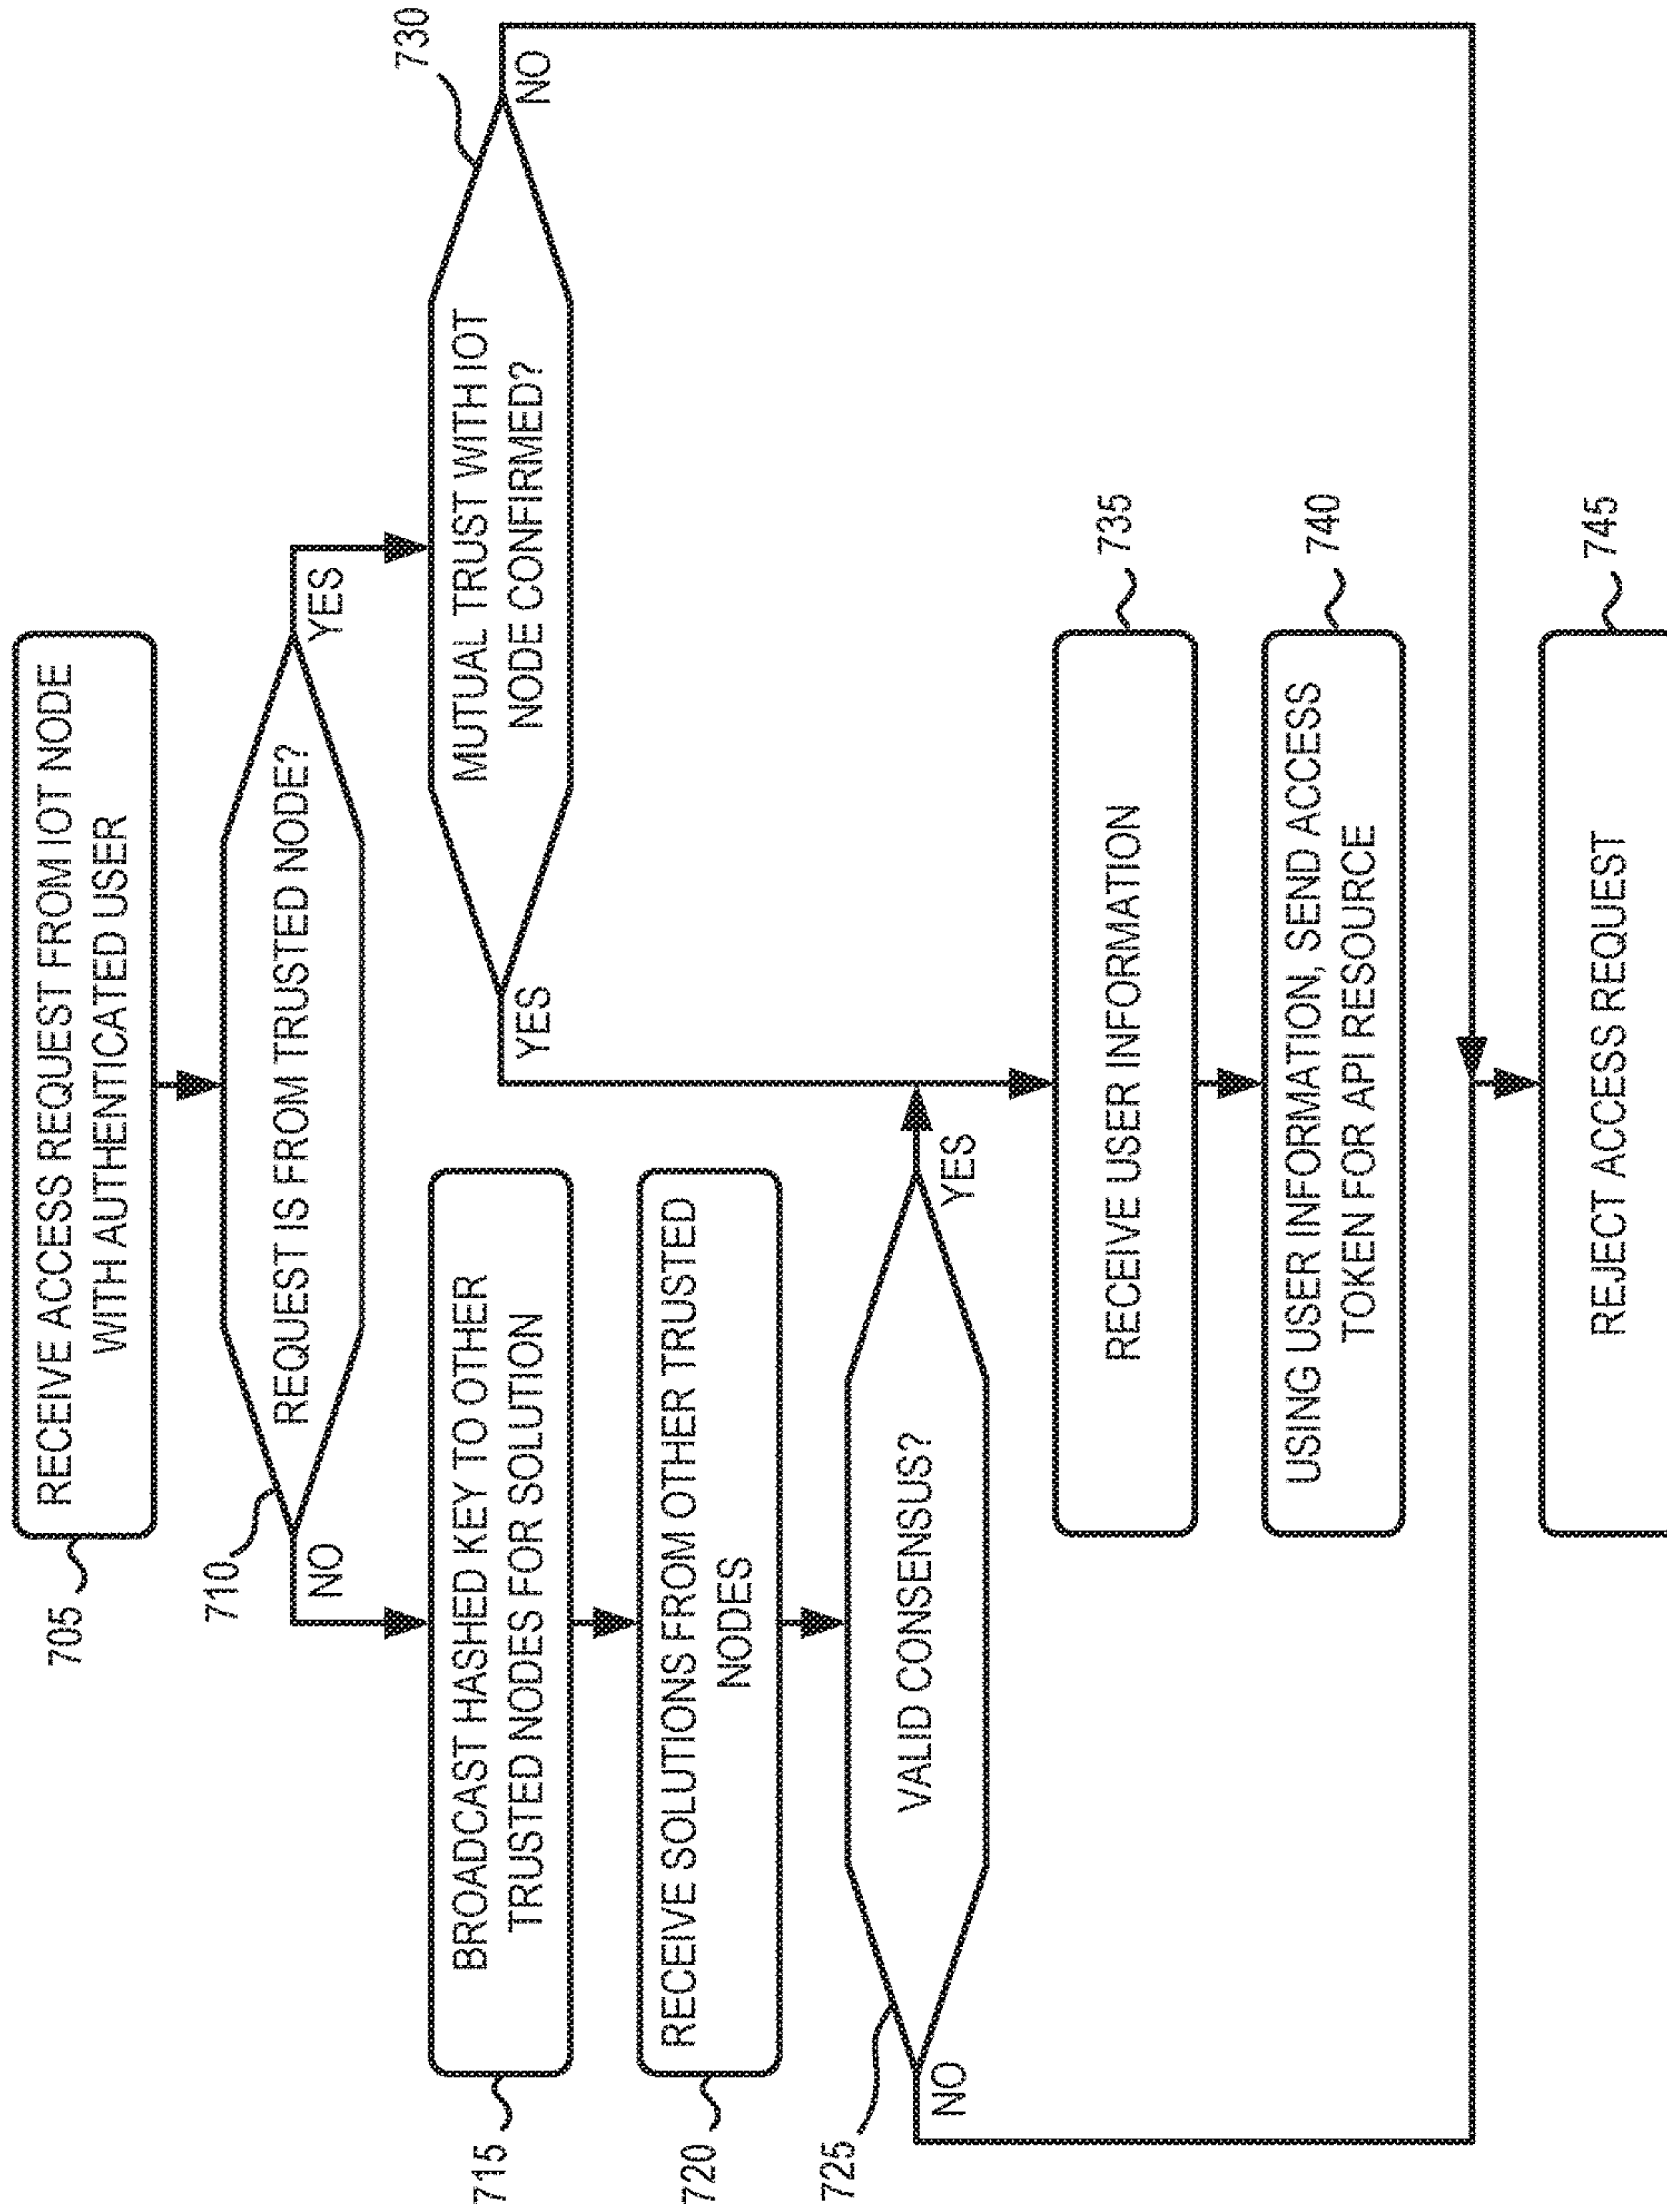 705
RECEIVE ACCESS REQUEST FROM IOT NODE
WITH AUTHENTICATED USER
710
REQUEST IS FROM TRUSTED NODE?
NO
YES
715
BROADCAST HASHED KEY TO OTHER
TRUSTED NODES FOR SOLUTION
730
MUTUAL TRUST WITH IOT
NODE CONFIRMED?
YES
NO
720
RECEIVE SOLUTIONS FROM OTHER TRUSTED
NODES
725
VALID CONSENSUS?
NO
YES
RECEIVE USER INFORMATION
735
USING USER INFORMATION, SEND ACCESS
TOKEN FOR API RESOURCE
740
REJECT ACCESS REQUEST
745